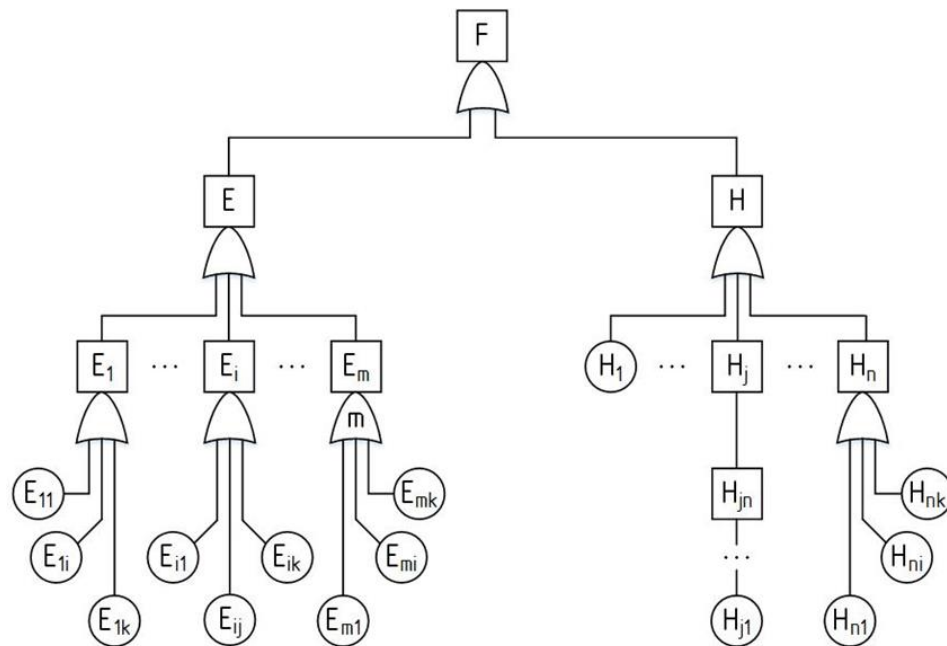 F
E H
E1 ··· Ei ··· Em H1 ··· Hj ··· Hn
m
E11 Emk Hjn Hnk
E1i Ei1 Eik Emi ··· Hni
E1k Eij Em1 Hj1 Hn1